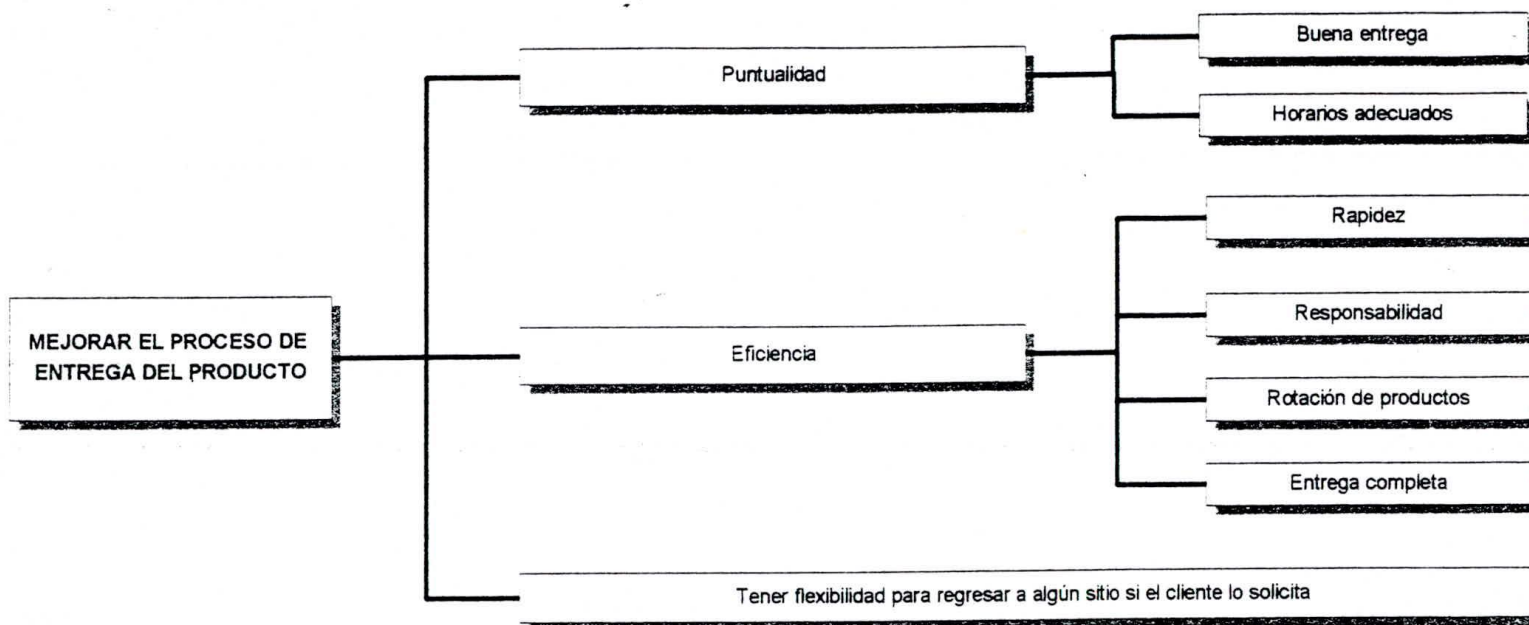 Buena entrega
Puntualidad
Horarios adecuados
Rapidez
MEJORAR EL PROCESO DE
ENTREGA DEL PRODUCTO
Eficiencia
Responsabilidad
Rotación de productos
Entrega completa
Tener flexibilidad para regresar a algún sitio si el cliente lo solicita